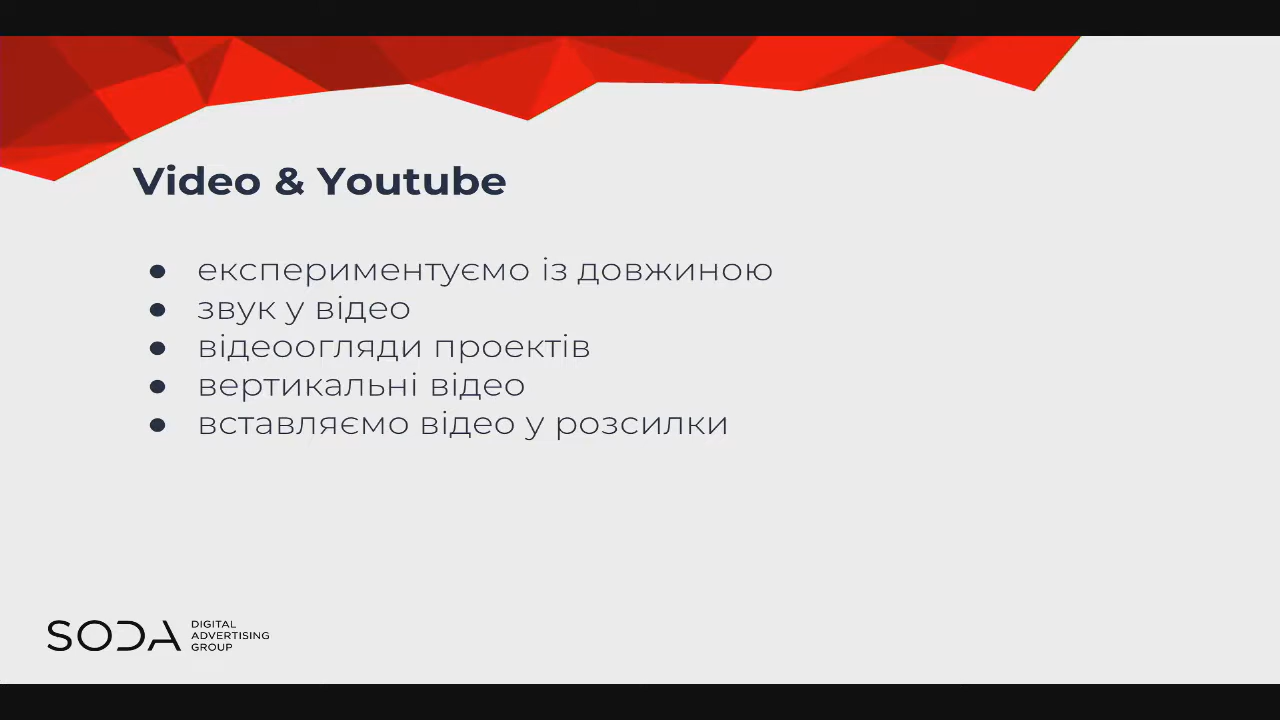 Video & Youtube
● експериментуємо із довжиною
● звук у відео
● відеоогляди проектів
● вертикальні відео
● вставляємо відео у розсилки
SODA
DIGITAL
ADVERTISING
GROUP